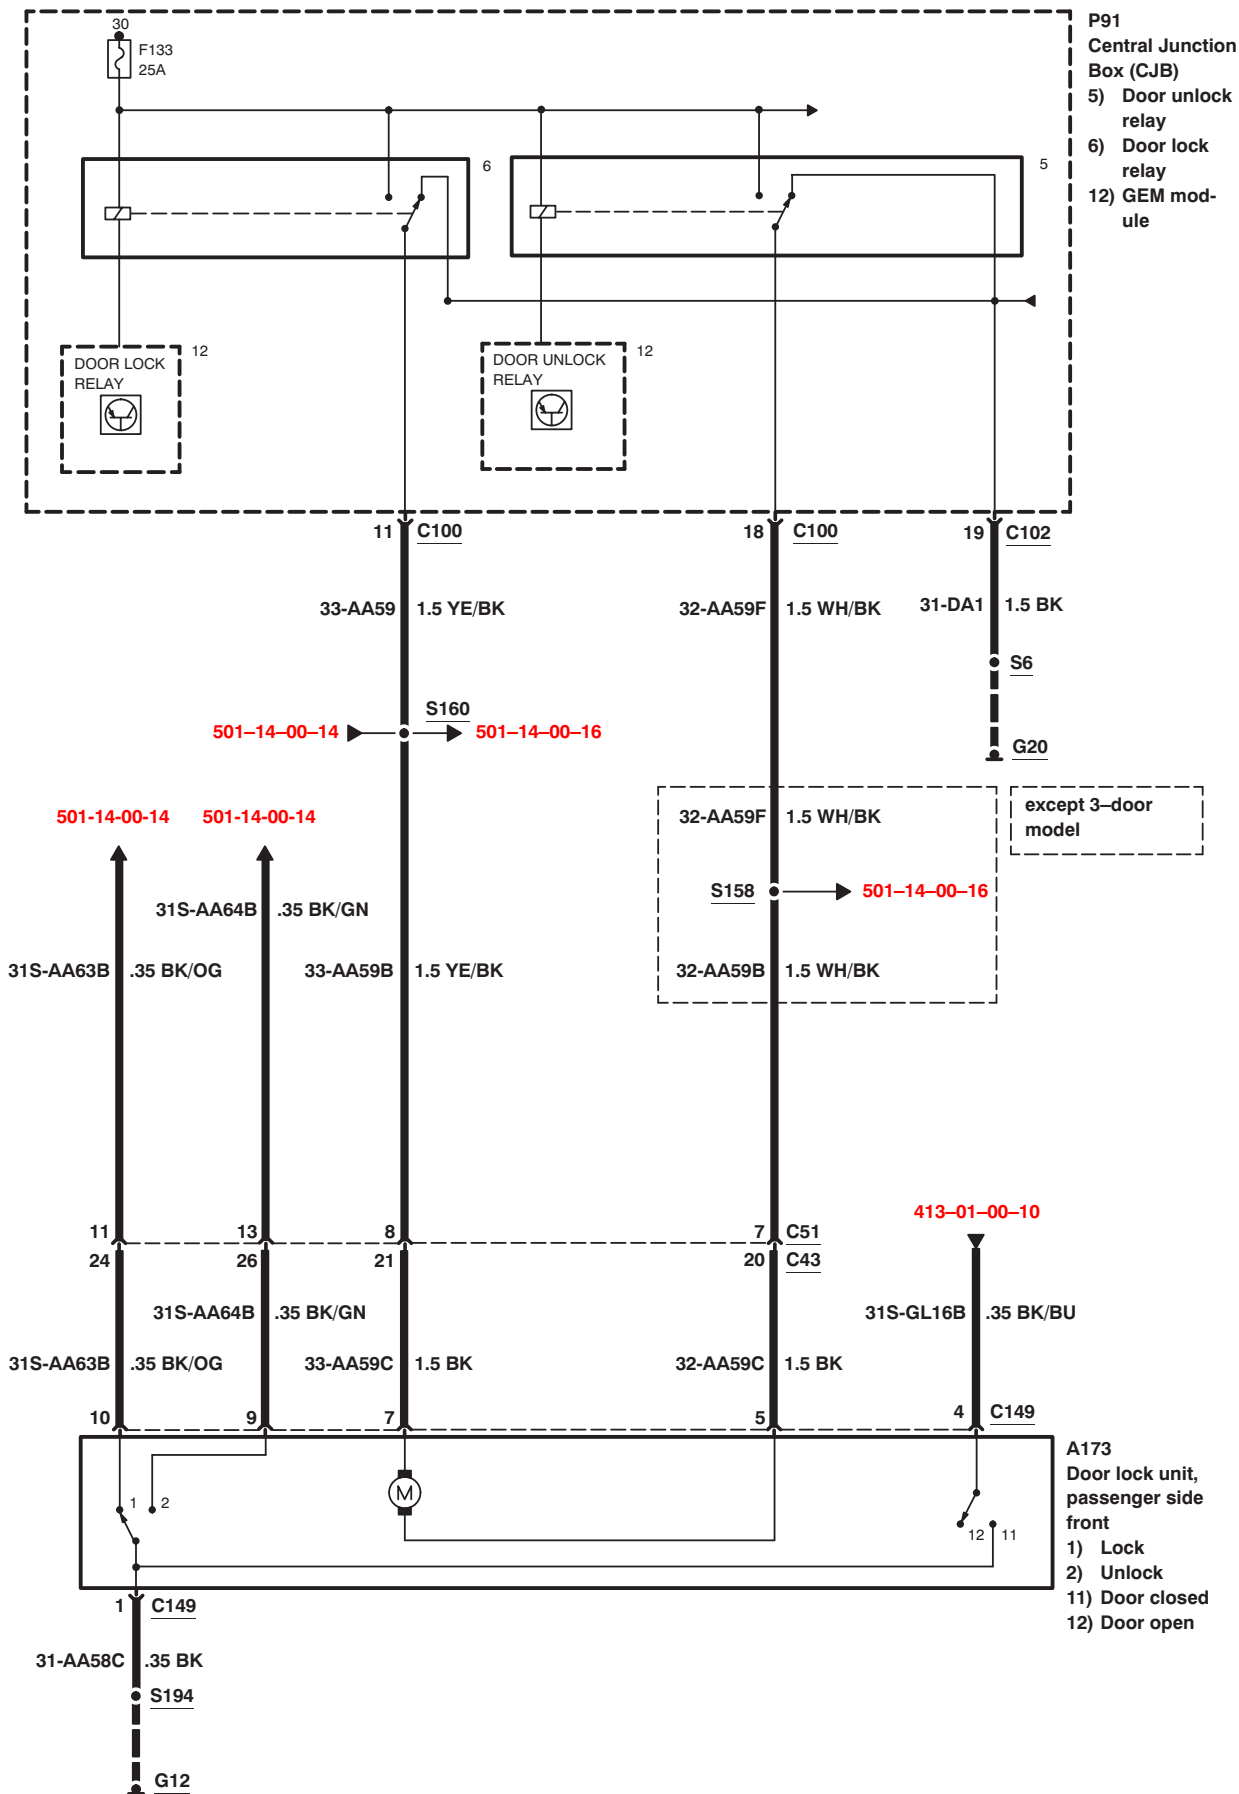 30
F133
25A
P91
Central Junction
Box (CJB)
5) Door unlock
relay
6) Door lock
relay
12) GEM mod-
ule
6
5
DOOR LOCK
RELAY
12
DOOR UNLOCK
RELAY
12
11 C100
18 C100
19 C102
33-AA59 1.5 YE/BK
32-AA59F 1.5 WH/BK
31-DA1 1.5 BK
S6
S160
501–14–00–14
501–14–00–16
G20
except 3–door
model
501-14-00-14
501-14-00-14
32-AA59F 1.5 WH/BK
S158
501–14–00–16
31S-AA64B .35 BK/GN
31S-AA63B .35 BK/OG
33-AA59B 1.5 YE/BK
32-AA59B 1.5 WH/BK
413–01–00–10
11
13
8
7 C51
24
26
21
20 C43
31S-AA64B .35 BK/GN
31S-GL16B .35 BK/BU
31S-AA63B .35 BK/OG
33-AA59C 1.5 BK
32-AA59C 1.5 BK
10
9
7
5
4 C149
A173
Door lock unit,
passenger side
front
1) Lock
2) Unlock
11) Door closed
12) Door open
1
2
M
12
11
1 C149
31-AA58C .35 BK
S194
G12